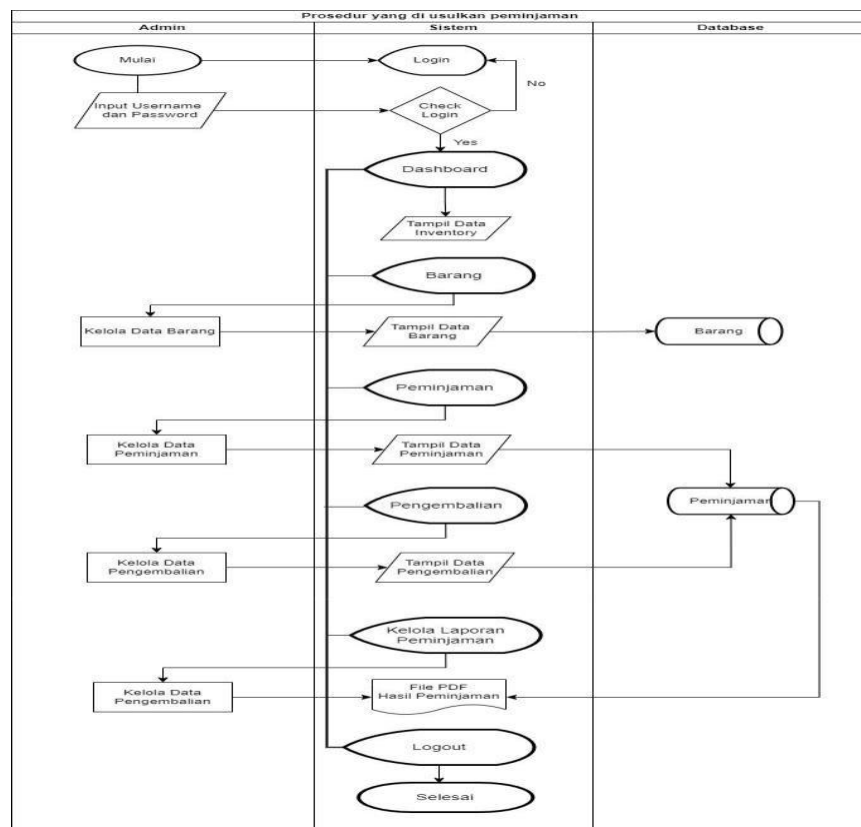 Prosedur yang di usulkan peminjaman
Admin
Sistem
Database
Mulai
Login
No
Input Username
dan Password
Check
Login
Yes
Dashboard
Tampil Data
Inventory
Barang
Kelola Data Barang
Tampil Data
Barang
Barang
Peminjaman
Kelola Data
Peminjaman
Tampil Data
Peminjaman
Peminjaman
Pengembalian
Kelola Data
Pengembalian
Tampil Data
Pengembalian
Kelola Laporan
Peminjaman
Kelola Data
Pengembalian
File PDF
Hasil Peminjaman
Logout
Selesai